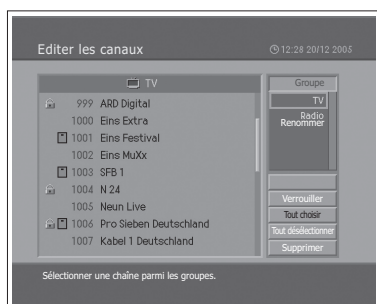 Editer les canaux
12:28 20/12 2005
TV
999 ARD Digital
1000 Eins Extra
1001 Eins Festival
1002 Eins MuXx
1003 SFB 1
1004 N 24
1005 Neun Live
1006 Pro Sieben Deutschland
1007 Kabel 1 Deutschland
Groupe
TV
Radio
Renommer
Verrouiller
Tout choisir
Tout désélectionner
Supprimer
Sélectionner une chaîne parmi les groupes.